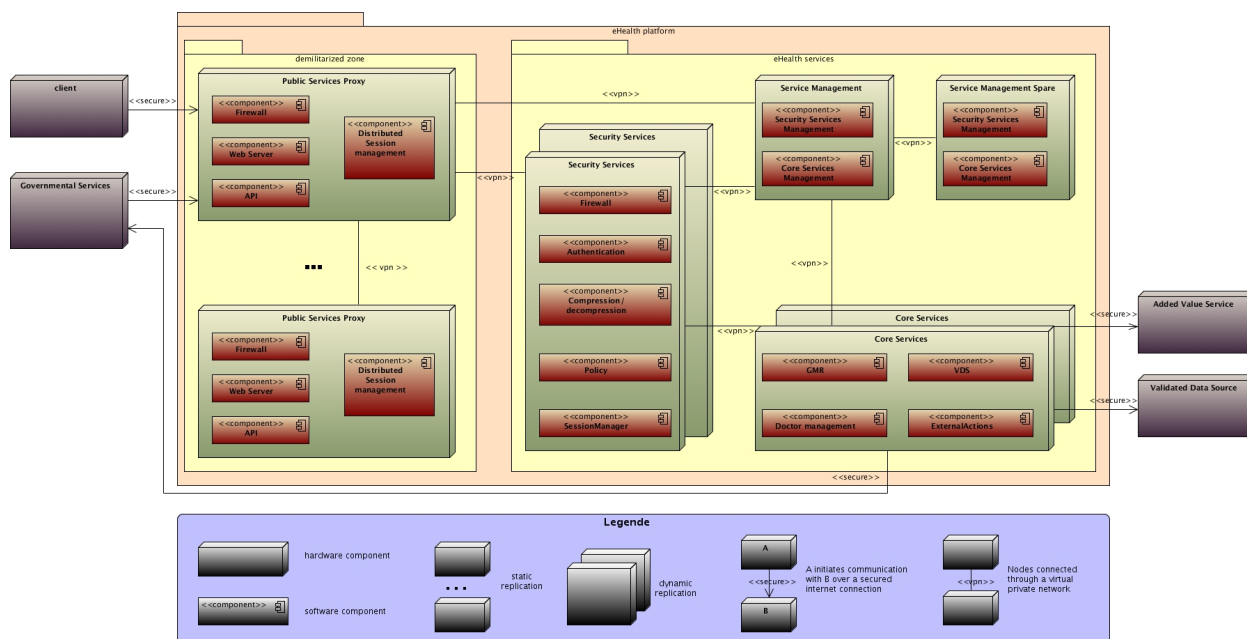 eHealth platform
demilitarized zone
eHealth services
client
<<secure>>
Governmental Services
<<secure>>
Public Services Proxy
<<component>>
Firewall
<<component>>
Web Server
<<component>>
API
<<component>>
Distributed
Session
management
<< vpn >>
...
Public Services Proxy
<<component>>
Firewall
<<component>>
Web Server
<<component>>
API
<<component>>
Distributed
Session
management
<<vpn>>
<<vpn>>
Security Services
Security Services
<<component>>
Firewall
<<component>>
Authentication
<<component>>
Compression/
decompression
<<component>>
Policy
<<component>>
SessionManager
<<vpn>>
<<vpn>>
Service Management
<<component>>
Security Services
Management
<<component>>
Core Services
Management
<<vpn>>
Service Management Spare
<<component>>
Security Services
Management
<<component>>
Core Services
Management
<<vpn>>
Core Services
Core Services
<<component>>
GMR
<<component>>
VDS
<<component>>
Doctor management
<<component>>
ExternalActions
<<secure>>
Added Value Service
<<secure>>
Validated Data Source
<<secure>>
Legende
hardware component
<<component>>
software component
...
static
replication
dynamic
replication
A
<<secure>>
B
A initiates communication
with B over a secured
internet connection
<<vpn>>
Nodes connected
through a virtual
private network